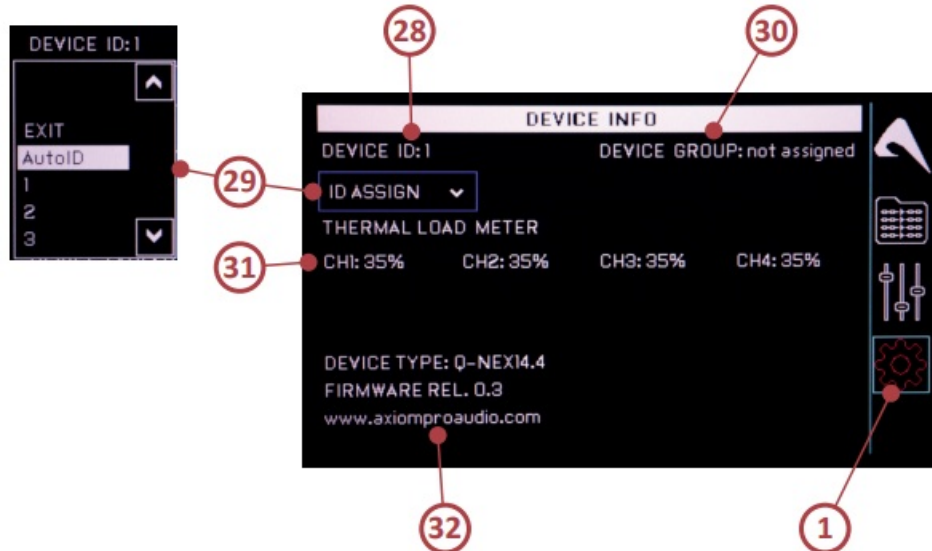 DEVICE ID:1
EXIT
AutoID
1
2
3
28
30
29
31
DEVICE INFO
DEVICE ID:1
DEVICE GROUP: not assigned
ID ASSIGN
THERMAL LOAD METER
CH1: 35% CH2: 35% CH3: 35% CH4: 35%
DEVICE TYPE: Q-NEX14.4
FIRMWARE REL. 0.3
www.axiomproaudio.com
32
1